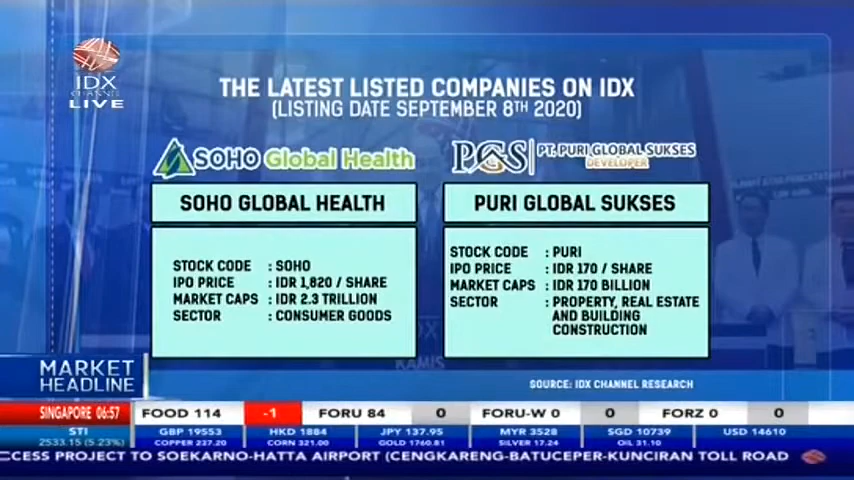 IDX
CHANNEL
LIVE
THE LATEST LISTED COMPANIES ON IDX
(LISTING DATE SEPTEMBER 8TH 2020)
SOHO Global Health
PGS PT. PURI GLOBAL SUKSES
DEVELOPER
SOHO GLOBAL HEALTH
STOCK CODE : SOHO
IPO PRICE : IDR 1,820 / SHARE
MARKET CAPS : IDR 2.3 TRILLION
SECTOR : CONSUMER GOODS
PURI GLOBAL SUKSES
STOCK CODE : PURI
IPO PRICE : IDR 170 / SHARE
MARKET CAPS : IDR 170 BILLION
SECTOR : PROPERTY, REAL ESTATE
AND BUILDING
CONSTRUCTION
KAMIS
SOURCE: IDX CHANNEL RESEARCH
MARKET
HEADLINE
SINGAPORE 06:57 FOOD 114 -1 FORU 84 0 FORU-W 0 0 FORZ 0 0
STI GBP 19553 HKD 1884 JPY 137.95 MYR 3528 SGD 10739 USD 14610
2533.15 (5.23%) COPPER 237.20 CORN 321.00 GOLD 1760.81 SILVER 17.24 OIL 31.10
CCESS PROJECT TO SOEKARNO-HATTA AIRPORT (CENGKARENG-BATUCEPER-KUNCIRAN TOLL ROAD